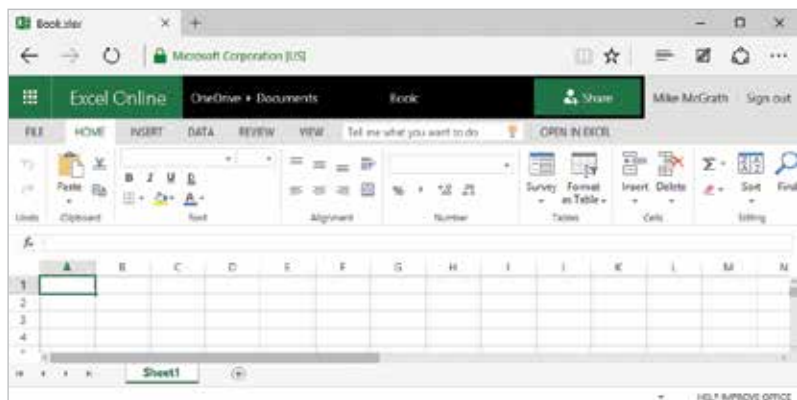 Book.xlsx
Microsoft Corporation [US]
Excel Online OneDrive ▸ Documents Book Share Mike McGrath Sign out
FILE HOME INSERT DATA REVIEW VIEW Tell me what you want to do OPEN IN EXCEL
Paste B I U D Survey Format as Table Insert Delete Sort Find
Undo Clipboard Font Alignment Number Tables Cells Editing
fx
A B C D E F G H I J K L M N
1
2
3
4
Sheet1
HELP IMPROVE OFFICE